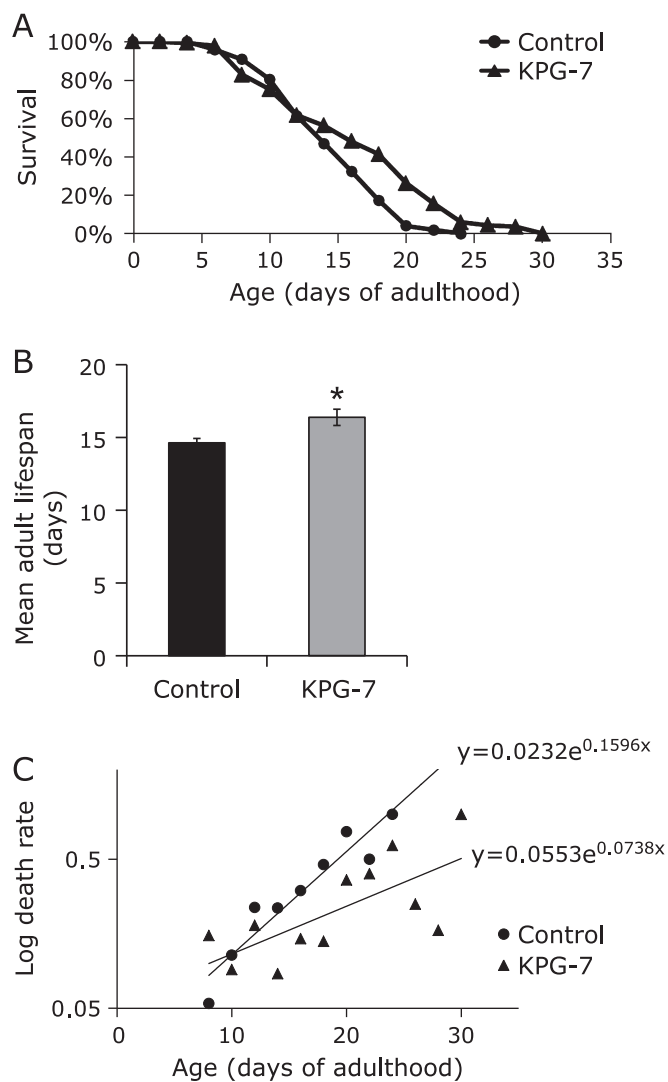 A
100%
80%
60%
40%
20%
0%
Survival
Control
KPG-7
0 5 10 15 20 25 30 35
Age (days of adulthood)
B
20
15
10
5
0
Mean adult lifespan
(days)
*
Control KPG-7
C
y=0.0232e^0.1596x
y=0.0553e^0.0738x
0.5
0.05
Log death rate
Control
KPG-7
0 10 20 30
Age (days of adulthood)